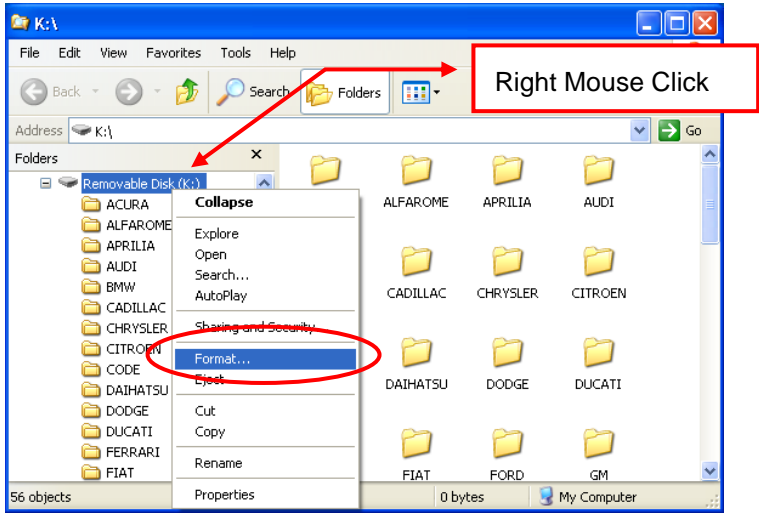 K:\
File Edit View Favorites Tools Help
Right Mouse Click
Back Search Folders
Address K:\ Go
Folders
Removable Disk (K:)
ACURA
ALFAROME
APRILIA
AUDI
BMW
CADILLAC
CHRYSLER
CITROEN
CODE
DAIHATSU
DODGE
DUCATI
FERRARI
FIAT
Collapse
Explore
Open
Search...
AutoPlay
Sharing and Security...
Format...
Eject
Cut
Copy
Rename
Properties
ALFAROME APRILIA AUDI
CADILLAC CHRYSLER CITROEN
DAIHATSU DODGE DUCATI
FIAT FORD GM
56 objects 0 bytes My Computer